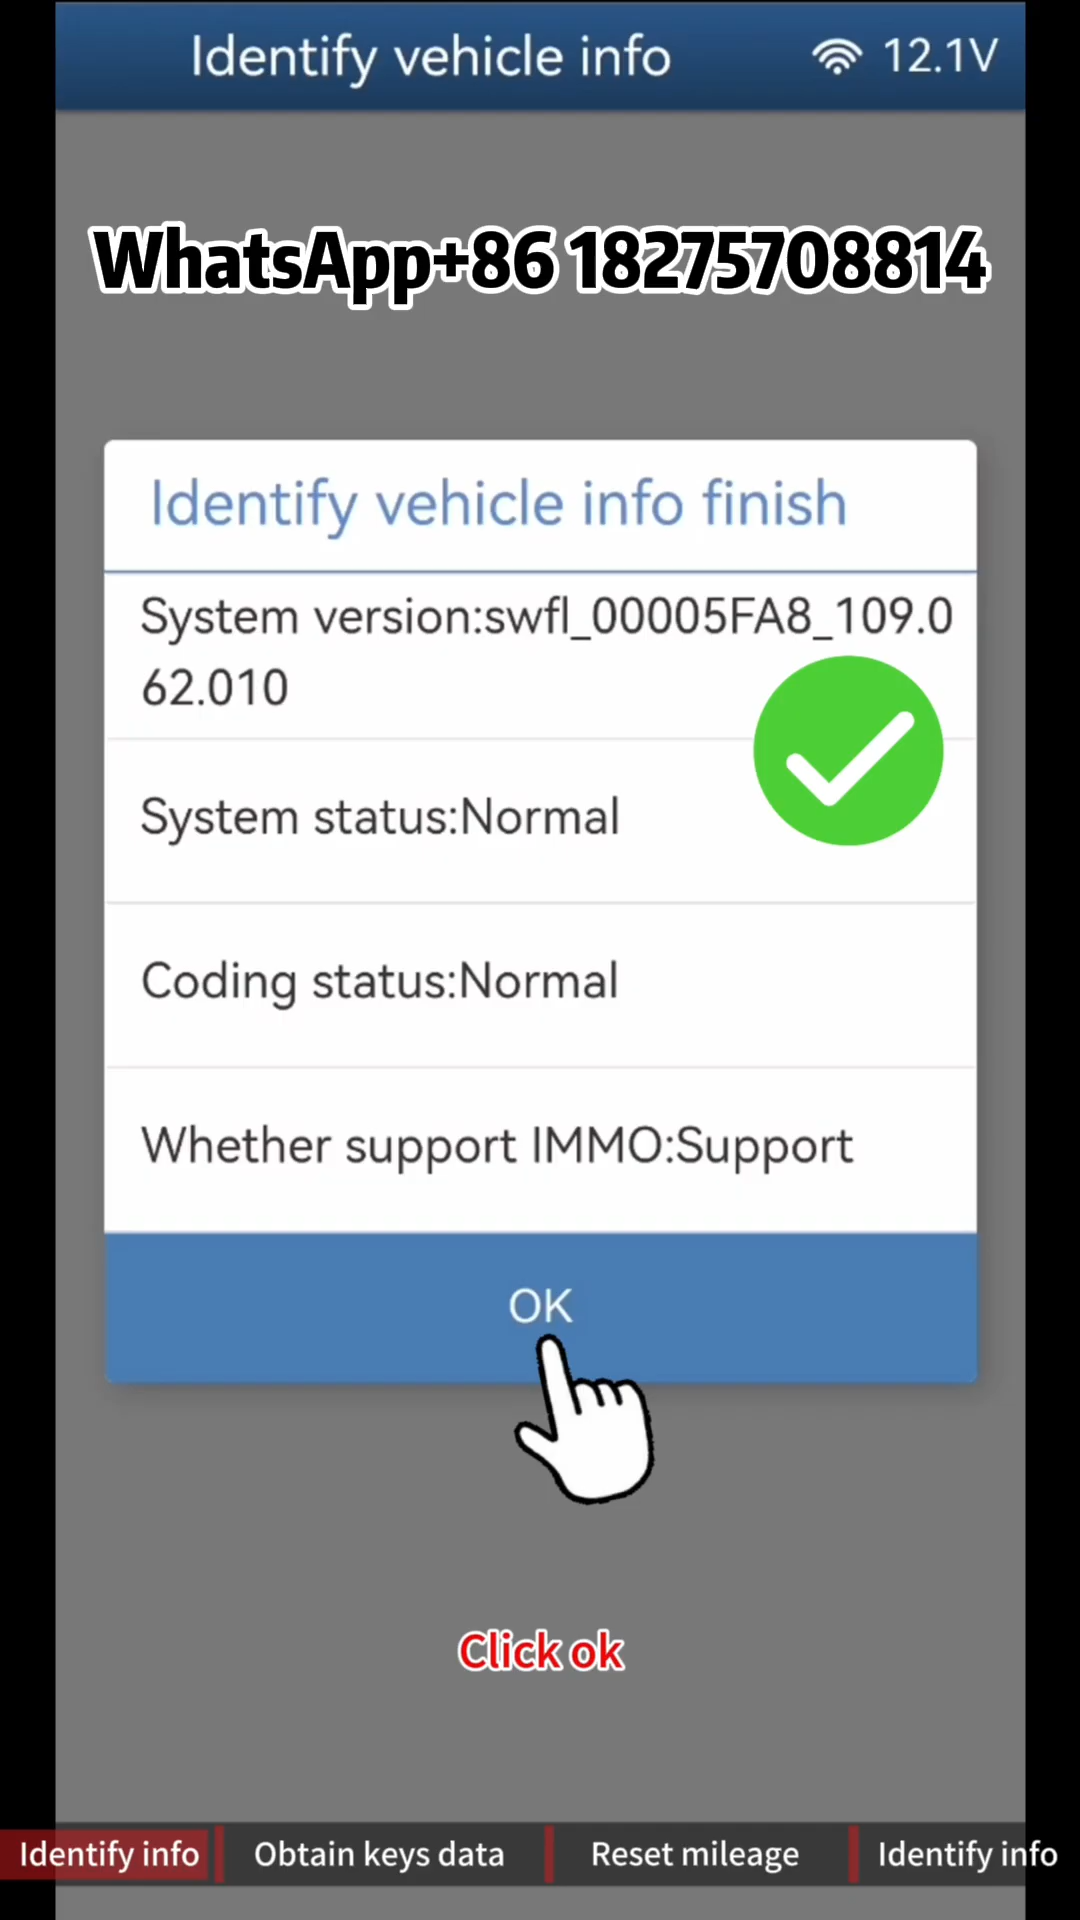 Identify vehicle info
12.1V
WhatsApp+86 18275708814
Identify vehicle info finish
System version:swfl_00005FA8_109.0
62.010
System status:Normal
Coding status:Normal
Whether support IMMO:Support
OK
Click ok
Identify info
Obtain keys data
Reset mileage
Identify info